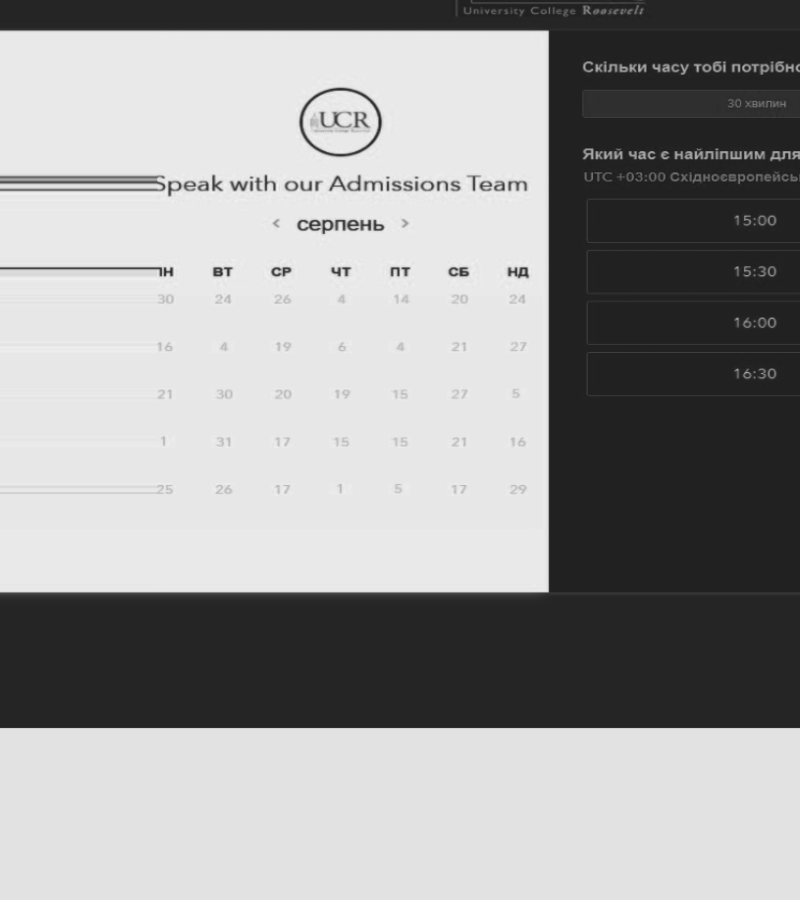 University College Roosevelt
UCR
Speak with our Admissions Team
< серпень >
ПН ВТ СР ЧТ ПТ СБ НД
30 24 26 4 14 20 24
16 4 19 6 4 21 27
21 30 20 19 15 27 5
1 31 17 15 15 21 16
25 26 17 1 5 17 29
Скільки часу тобі потрібно
30 хвилин
Який час є найліпшим для
UTC +03:00 Східноєвропейсь
15:00
15:30
16:00
16:30